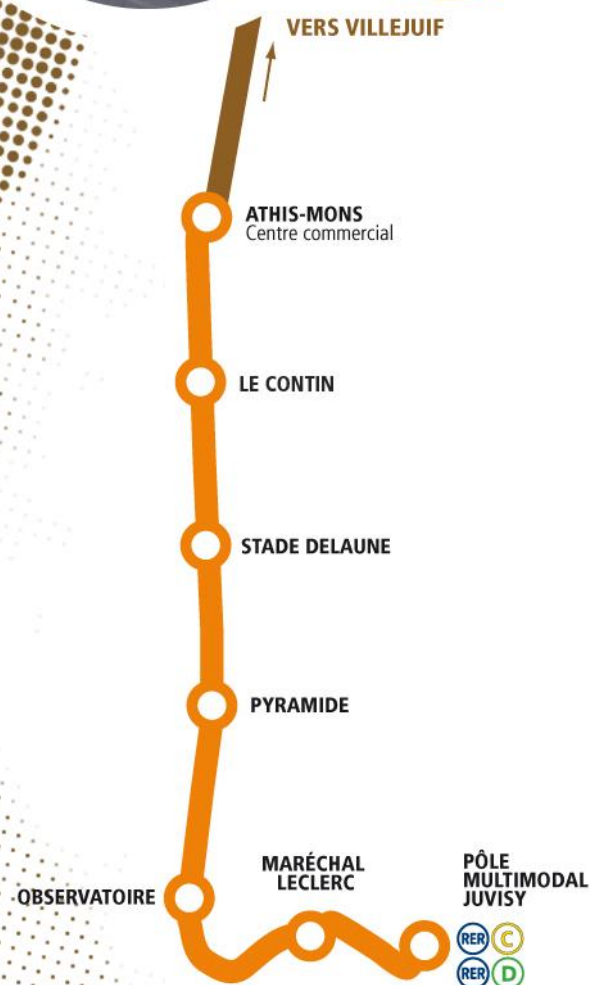 VERS VILLEJUIF
ATHIS-MONS
Centre commercial
LE CONTIN
STADE DELAUNE
PYRAMIDE
OBSERVATOIRE
MARÉCHAL
LECLERC
PÔLE
MULTIMODAL
JUVISY
RER C
RER D